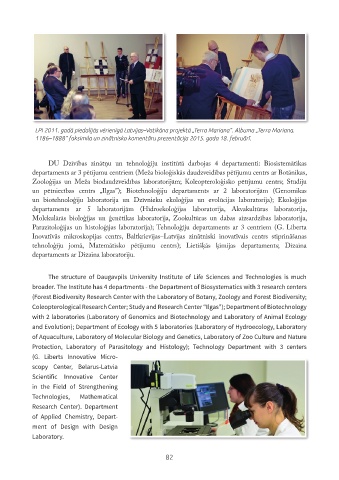 LPI 2011. gadā piedalījās vērienīgā Latvijas–Vatikāna projektā „Terra Mariana". Albuma „Terra Mariana.
1186–1888" faksimila un zinātnisko komentāru prezentācija 2015. gada 18. februārī.
DU Dzīvības zinātņu un tehnoloģiju institūtā darbojas 4 departamenti: Biosistemātikas
departaments ar 3 pētījumu centriem (Meža bioloģiskās daudzveidības pētījumu centrs ar Botānikas,
Zooloģijas un Meža biodaudzveidības laboratorijām; Koleopteroloģisko pētījumu centrs; Studiju
un pētniecības centrs „Ilgas"); Biotehnoloģiju departaments ar 2 laboratorijām (Genomikas
un biotehnoloģiju laboratorija un Dzīvnieku ekoloģijas un evolūcijas laboratorija); Ekoloģijas
departaments ar 5 laboratorijām (Hidroekoloģijas laboratorija, Akvakultūras laboratorija,
Molekulārās bioloģijas un ģenētikas laboratorija, Zookultūras un dabas aizsardzības laboratorija,
Parazitoloģijas un histoloģijas laboratorija); Tehnoloģiju departaments ar 3 centriem (G. Liberta
Inovatīvās mikroskopijas centrs, Baltkrievijas–Latvijas zinātniski inovatīvais centrs stiprināšanas
tehnoloģiju jomā, Matemātisko pētījumu centrs); Lietišķās ķīmijas departaments; Dizaina
departaments ar Dizaina laboratoriju.
The structure of Daugavpils University Institute of Life Sciences and Technologies is much
broader. The Institute has 4 departments - the Department of Biosystematics with 3 research centers
(Forest Biodiversity Research Center with the Laboratory of Botany, Zoology and Forest Biodiversity;
Coleopterological Research Center; Study and Research Center "Ilgas"); Department of Biotechnology
with 2 laboratories (Laboratory of Genomics and Biotechnology and Laboratory of Animal Ecology
and Evolution); Department of Ecology with 5 laboratories (Laboratory of Hydroecology, Laboratory
of Aquaculture, Laboratory of Molecular Biology and Genetics, Laboratory of Zoo Culture and Nature
Protection, Laboratory of Parasitology and Histology); Technology Department with 3 centers
(G. Liberts Innovative Micro-
scopy Center, Belarus-Latvia
Scientific Innovative Center
in the Field of Strengthening
Technologies, Mathematical
Research Center). Department
of Applied Chemistry, Depart-
ment of Design with Design
Laboratory.
82